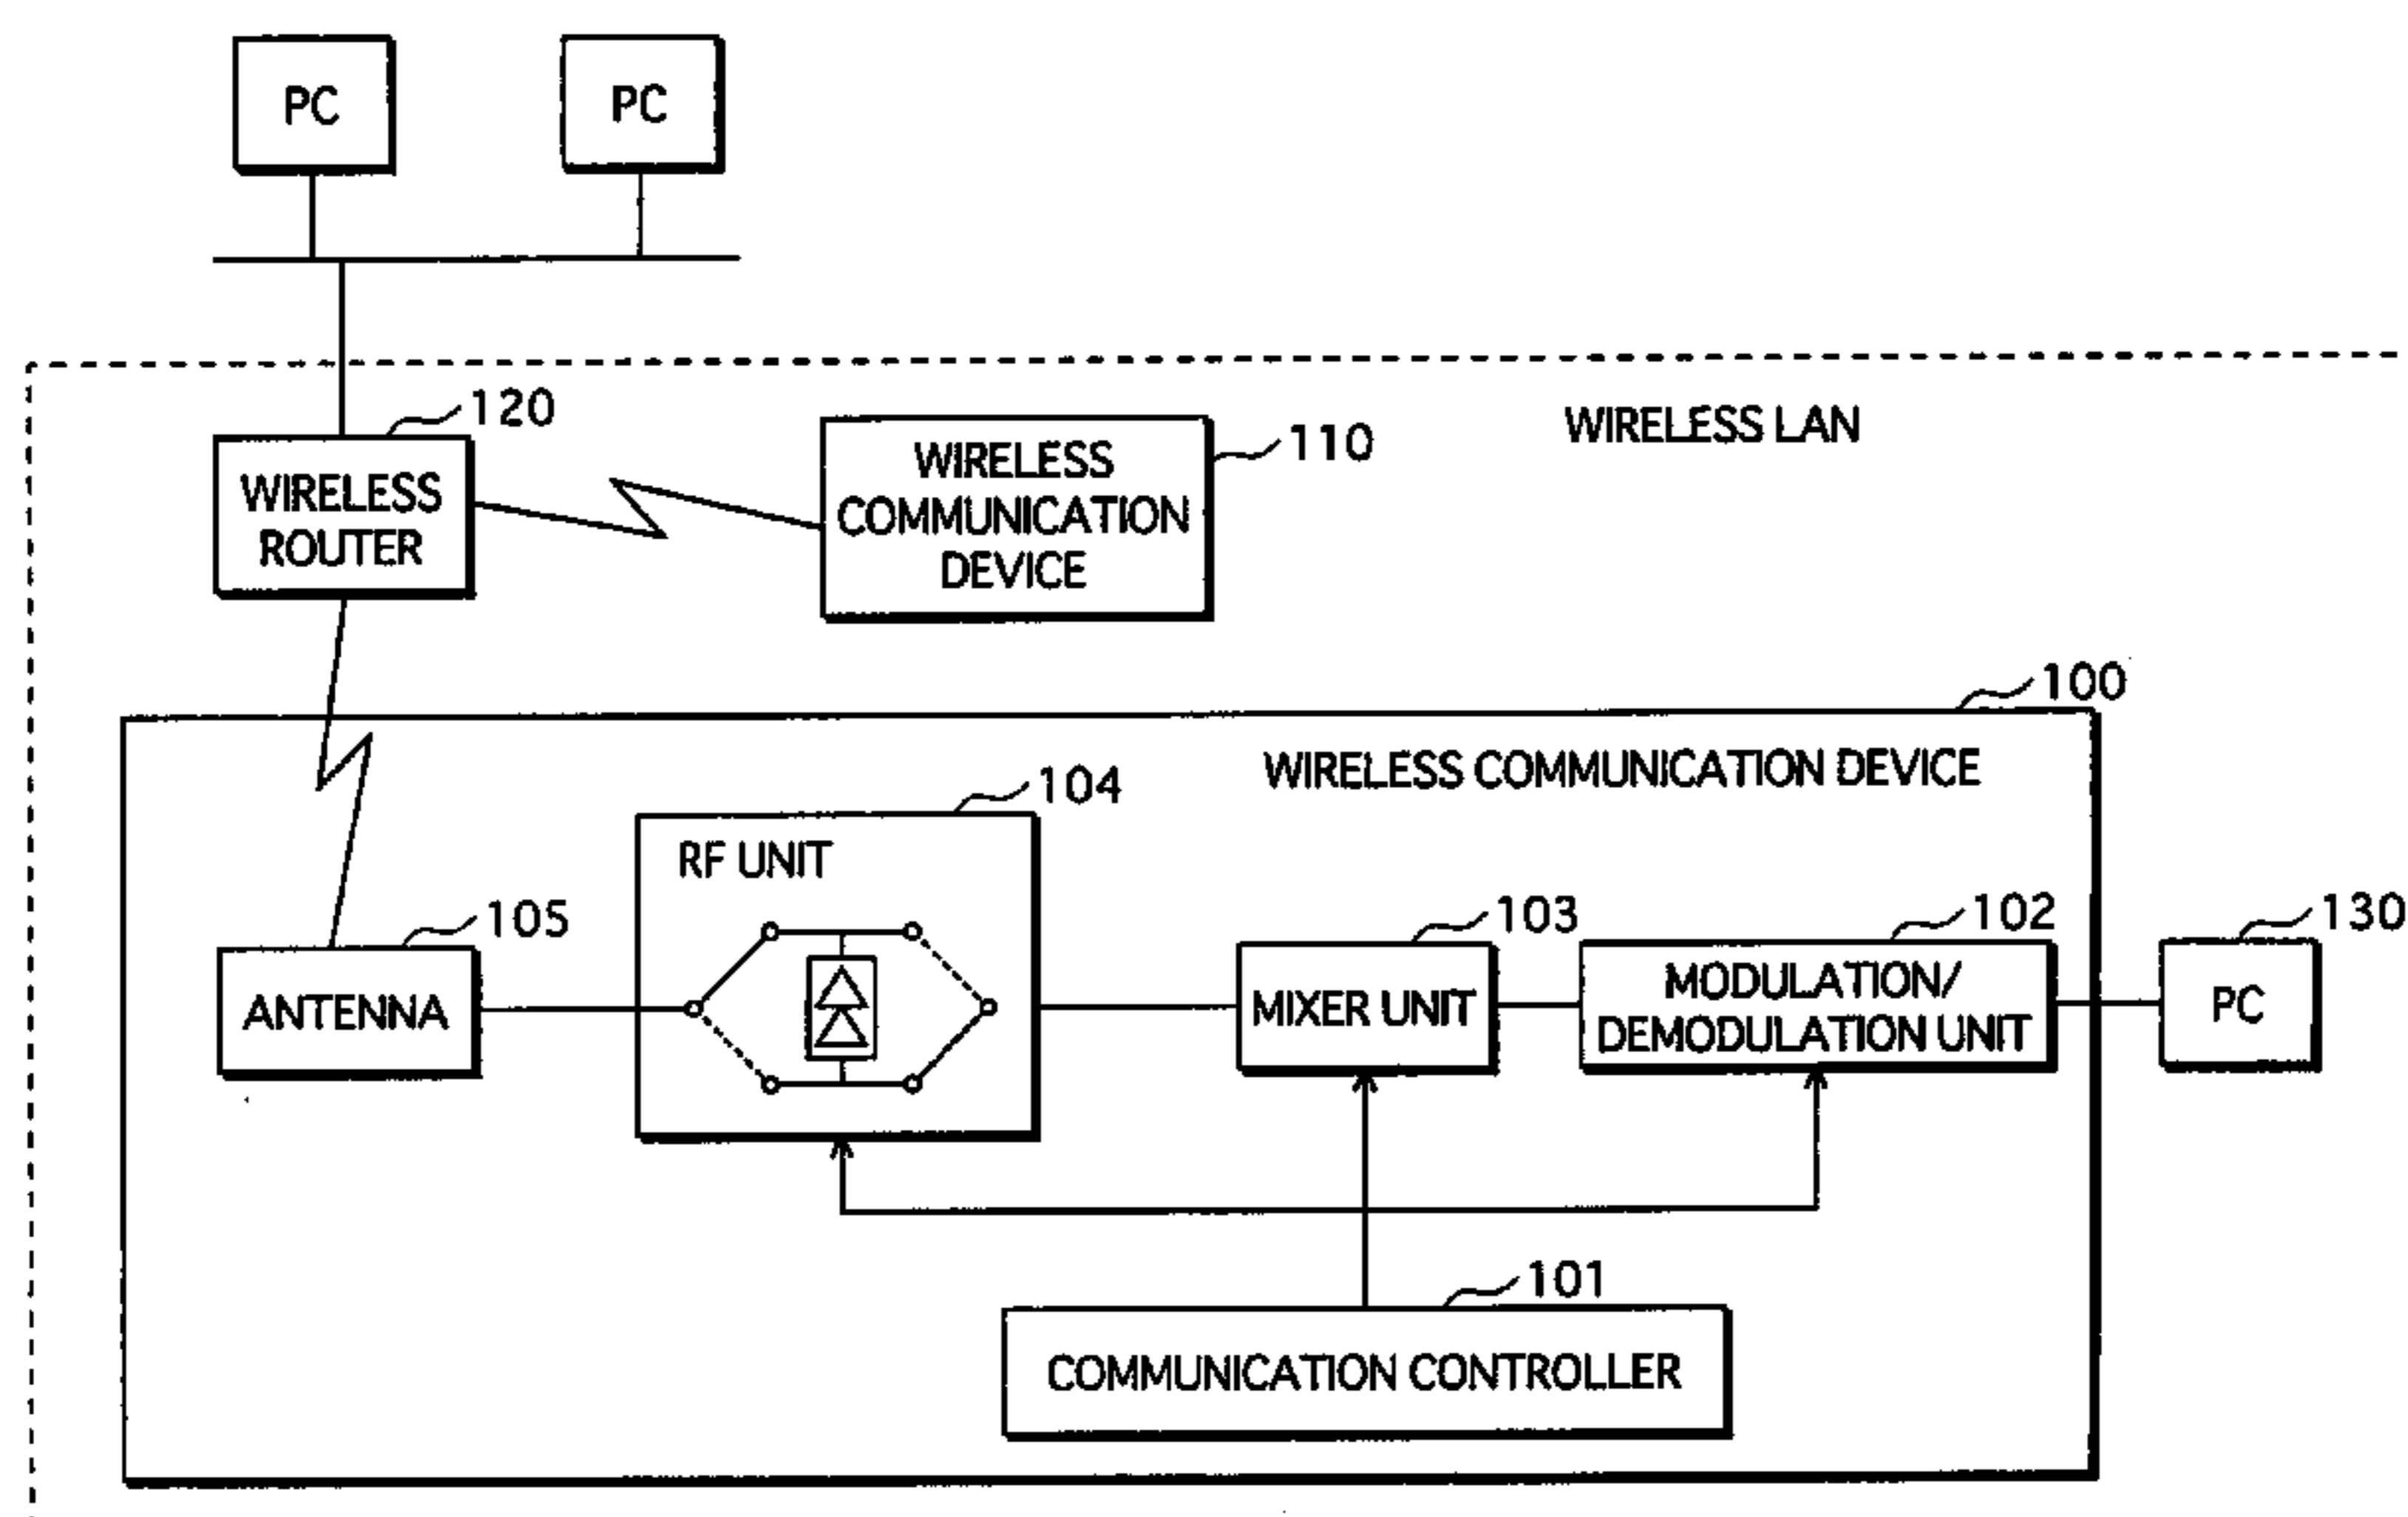 PC
PC
120
WIRELESS LAN
WIRELESS
ROUTER
WIRELESS
COMMUNICATION
DEVICE
110
100
WIRELESS COMMUNICATION DEVICE
104
RF UNIT
105
ANTENNA
103
MIXER UNIT
102
MODULATION/
DEMODULATION UNIT
130
PC
101
COMMUNICATION CONTROLLER